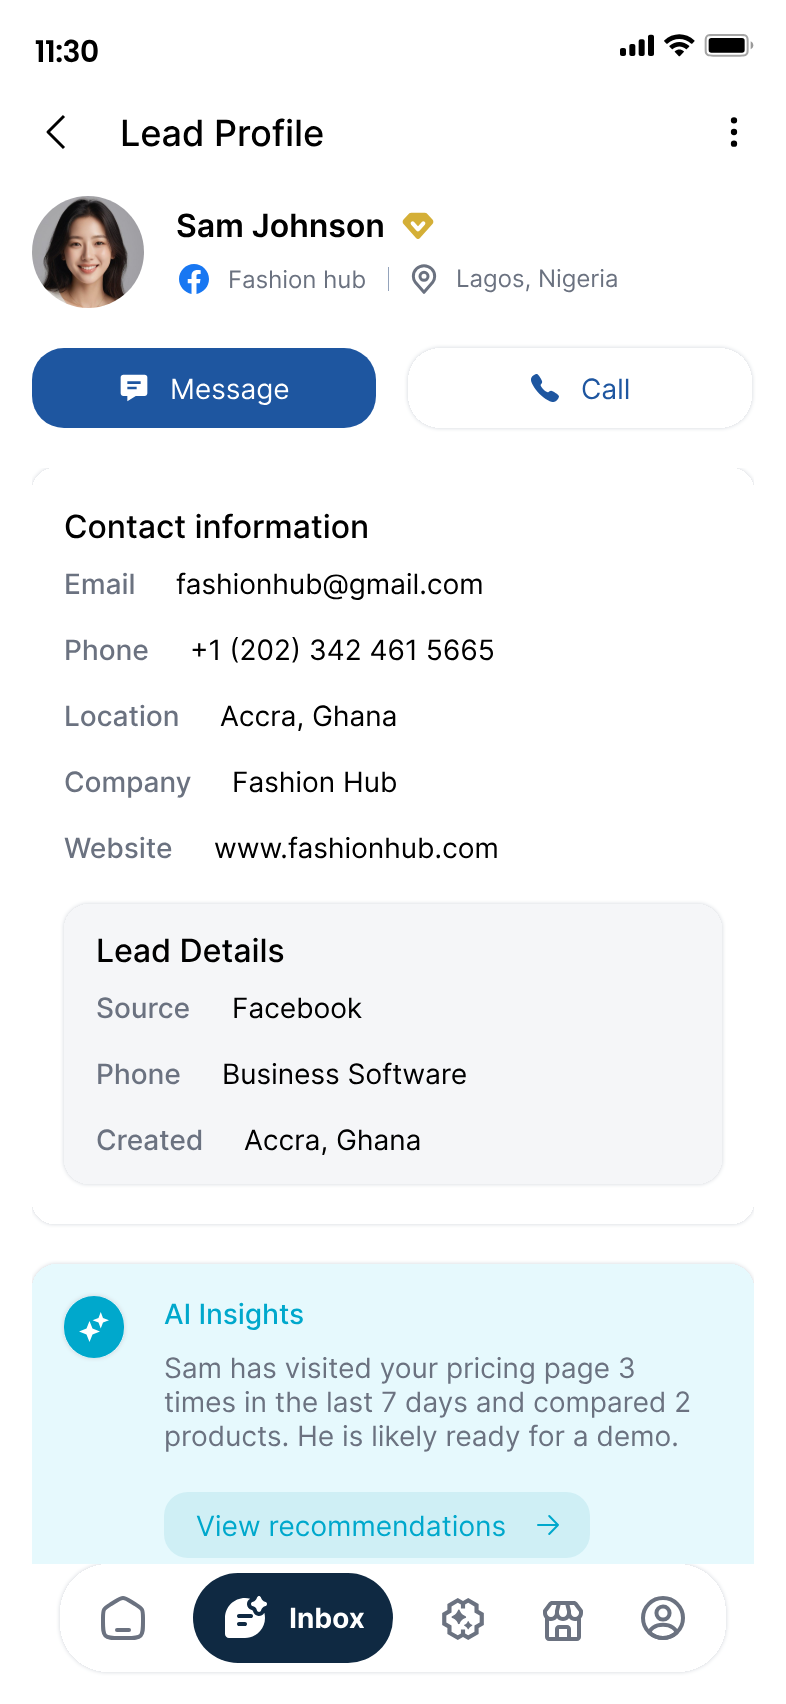 11:30
Lead Profile
Sam Johnson
Fashion hub
Lagos, Nigeria
Message
Call
Contact information
Email fashionhub@gmail.com
Phone +1 (202) 342 461 5665
Location Accra, Ghana
Company Fashion Hub
Website www.fashionhub.com
Lead Details
Source Facebook
Phone Business Software
Created Accra, Ghana
AI Insights
Sam has visited your pricing page 3
times in the last 7 days and compared 2
products. He is likely ready for a demo.
View recommendations
Inbox